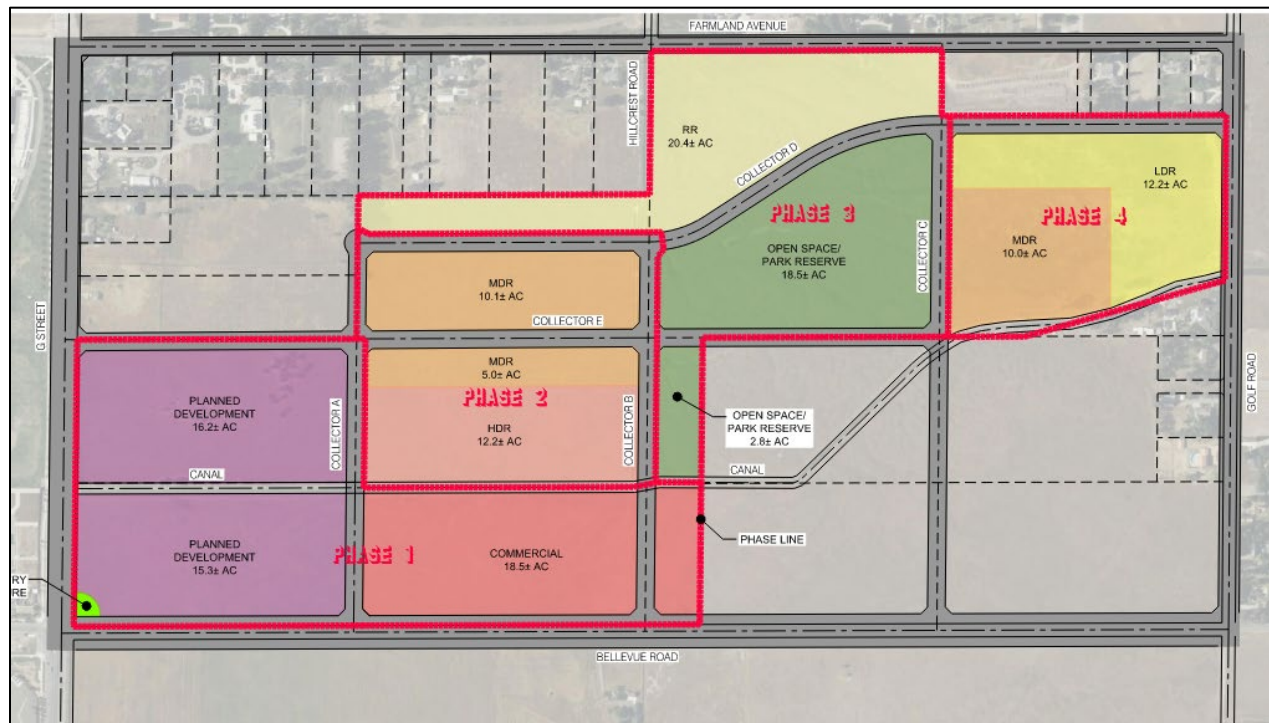 FARMLAND AVENUE
HILLCREST ROAD
RR
20.4± AC
COLLECTOR D
LDR
12.2± AC
PHASE 3
PHASE 4
OPEN SPACE/
PARK RESERVE
18.5± AC
COLLECTOR C
MDR
10.0± AC
MDR
10.1± AC
COLLECTOR E
G STREET
MDR
5.0± AC
PHASE 2
PLANNED
DEVELOPMENT
16.2± AC
COLLECTOR A
HDR
12.2± AC
COLLECTOR B
OPEN SPACE/
PARK RESERVE
2.8± AC
GOLF ROAD
CANAL
CANAL
PLANNED
DEVELOPMENT
15.3± AC
PHASE 1
COMMERCIAL
18.5± AC
PHASE LINE
RY
RE
BELLEVUE ROAD